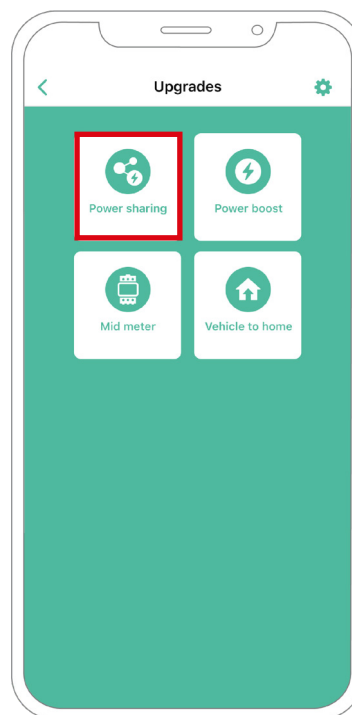 Upgrades
Power sharing
Power boost
Mid meter
Vehicle to home